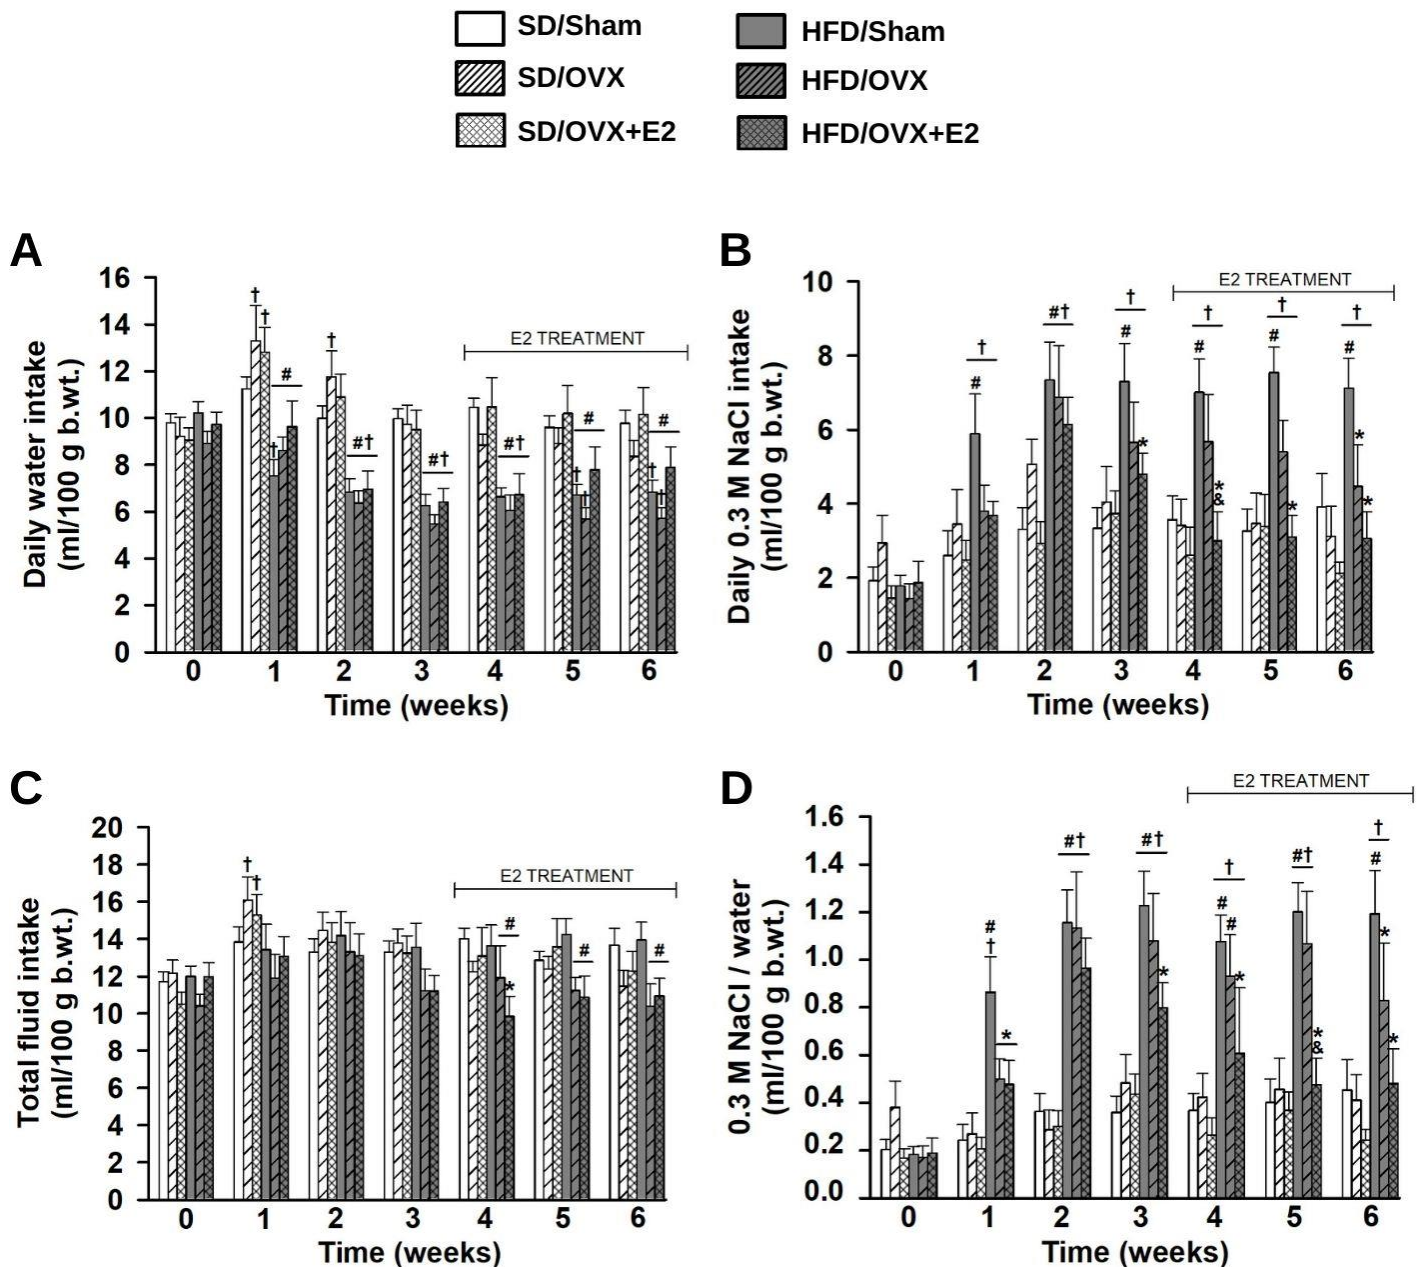 SD/Sham
HFD/Sham
SD/OVX
HFD/OVX
SD/OVX+E2
HFD/OVX+E2
A
Daily water intake
(ml/100 g b.wt.)
16
14
12
10
8
6
4
2
0
† † # † † #† #† #† # † † # † †
E2 TREATMENT
0 1 2 3 4 5 6
Time (weeks)
B
Daily 0.3 M NaCl intake
(ml/100 g b.wt.)
10
8
6
4
2
0
E2 TREATMENT
† # #† † # * † # * & † # * † # * *
0 1 2 3 4 5 6
Time (weeks)
C
Total fluid intake
(ml/100 g b.wt.)
20
18
16
14
12
10
8
6
4
2
0
† † # * # #
E2 TREATMENT
0 1 2 3 4 5 6
Time (weeks)
D
0.3 M NaCl / water
(ml/100 g b.wt.)
1.6
1.4
1.2
1.0
0.8
0.6
0.4
0.2
0.0
E2 TREATMENT
# † * #† #† * † # # * #† * & † # * *
0 1 2 3 4 5 6
Time (weeks)